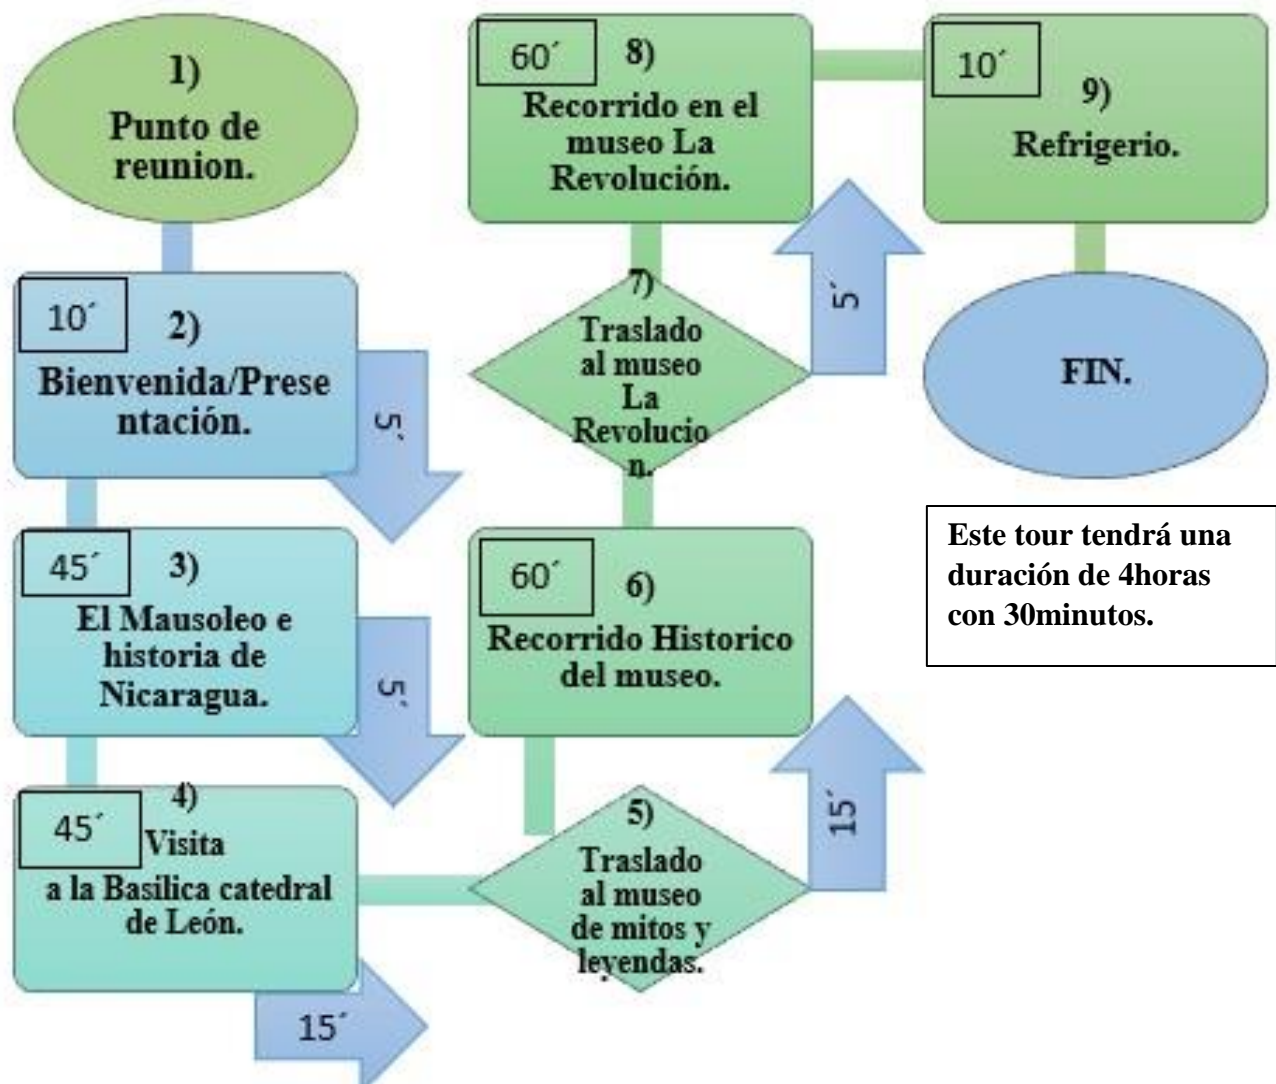 1)
Punto de
reunion.
10´
2)
Bienvenida/Prese
ntación.
5´
45´
3)
El Mausoleo e
historia de
Nicaragua.
5´
45´
4)
Visita
a la Basilica catedral
de León.
15´
5)
Traslado
al museo
de mitos y
leyendas.
15´
60´
6)
Recorrido Historico
del museo.
7)
Traslado
al museo
La
Revolucio
n.
5´
60´
8)
Recorrido en el
museo La
Revolución.
10´
9)
Refrigerio.
FIN.
Este tour tendrá una
duración de 4horas
con 30minutos.